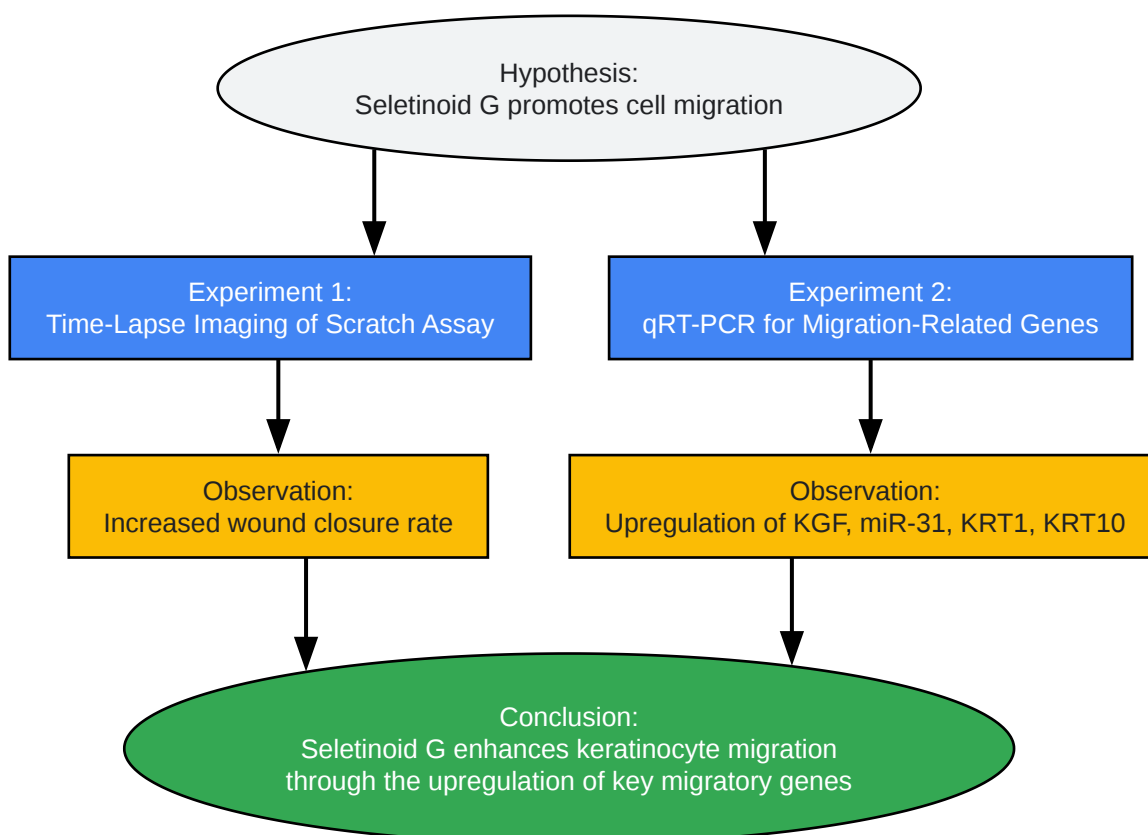 Hypothesis:
Seletinoid G promotes cell migration
Experiment 1:
Time-Lapse Imaging of Scratch Assay
Experiment 2:
qRT-PCR for Migration-Related Genes
Observation:
Increased wound closure rate
Observation:
Upregulation of KGF, miR-31, KRT1, KRT10
Conclusion:
Seletinoid G enhances keratinocyte migration
through the upregulation of key migratory genes